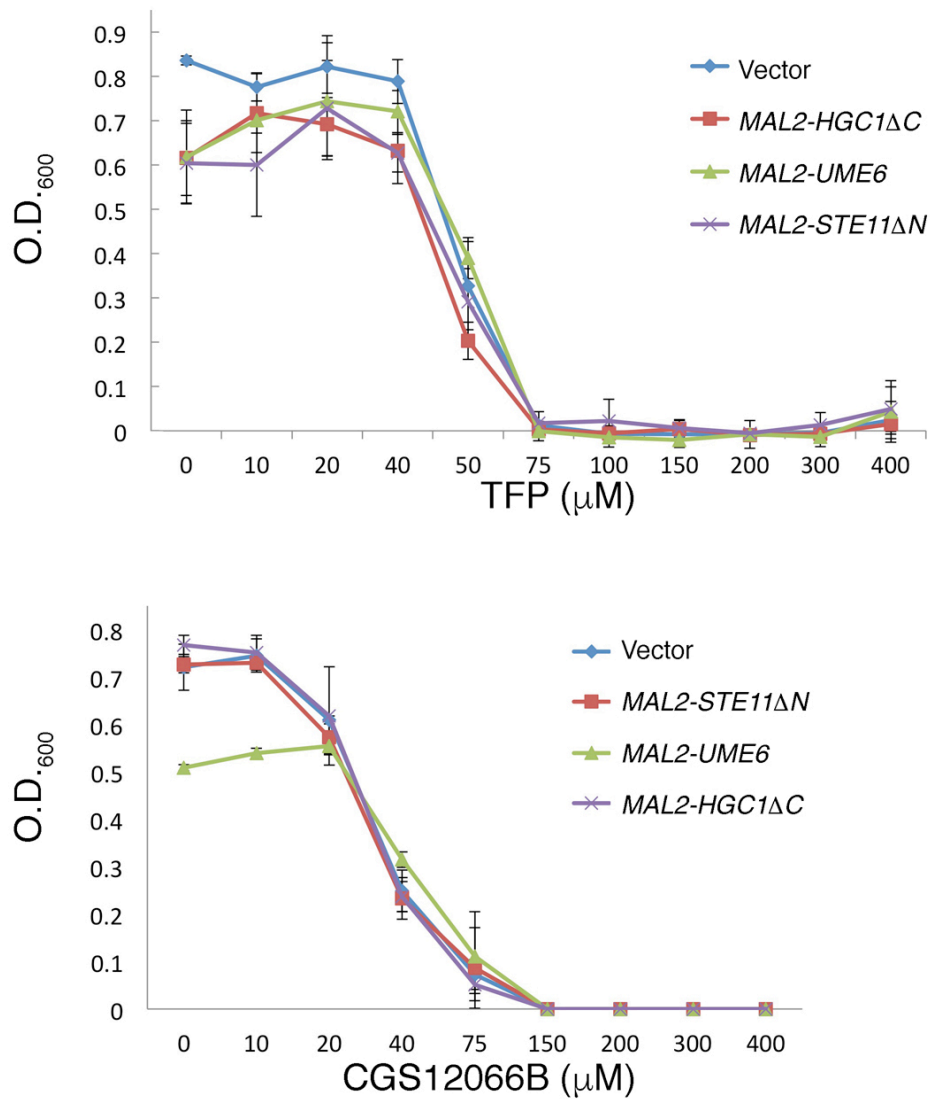 0.9
0.8
0.7
0.6
0.5
0.4
0.3
0.2
0.1
0
O.D.600
Vector
MAL2-HGC1ΔC
MAL2-UME6
MAL2-STE11ΔN
0 10 20 40 50 75 100 150 200 300 400
TFP (μM)
0.8
0.7
0.6
0.5
0.4
0.3
0.2
0.1
0
O.D.600
Vector
MAL2-STE11ΔN
MAL2-UME6
MAL2-HGC1ΔC
0 10 20 40 75 150 200 300 400
CGS12066B (μM)